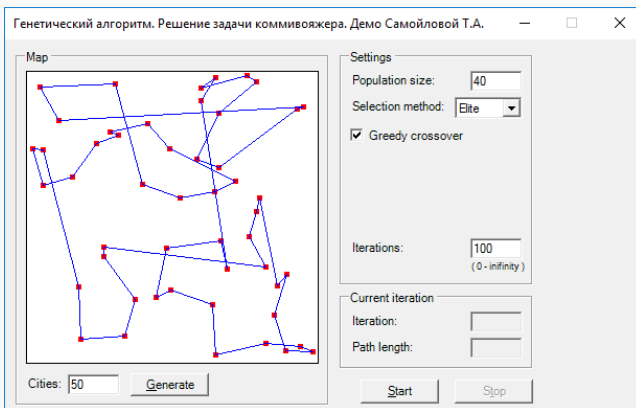 Генетический алгоритм. Решение задачи коммивояжера. Демо Самойловой Т.А.
Map
Cities: 50 Generate
Settings
Population size: 40
Selection method: Elite
Greedy crossover
Iterations: 100
( 0 - inifinity )
Current iteration
Iteration:
Path length:
Start Stop